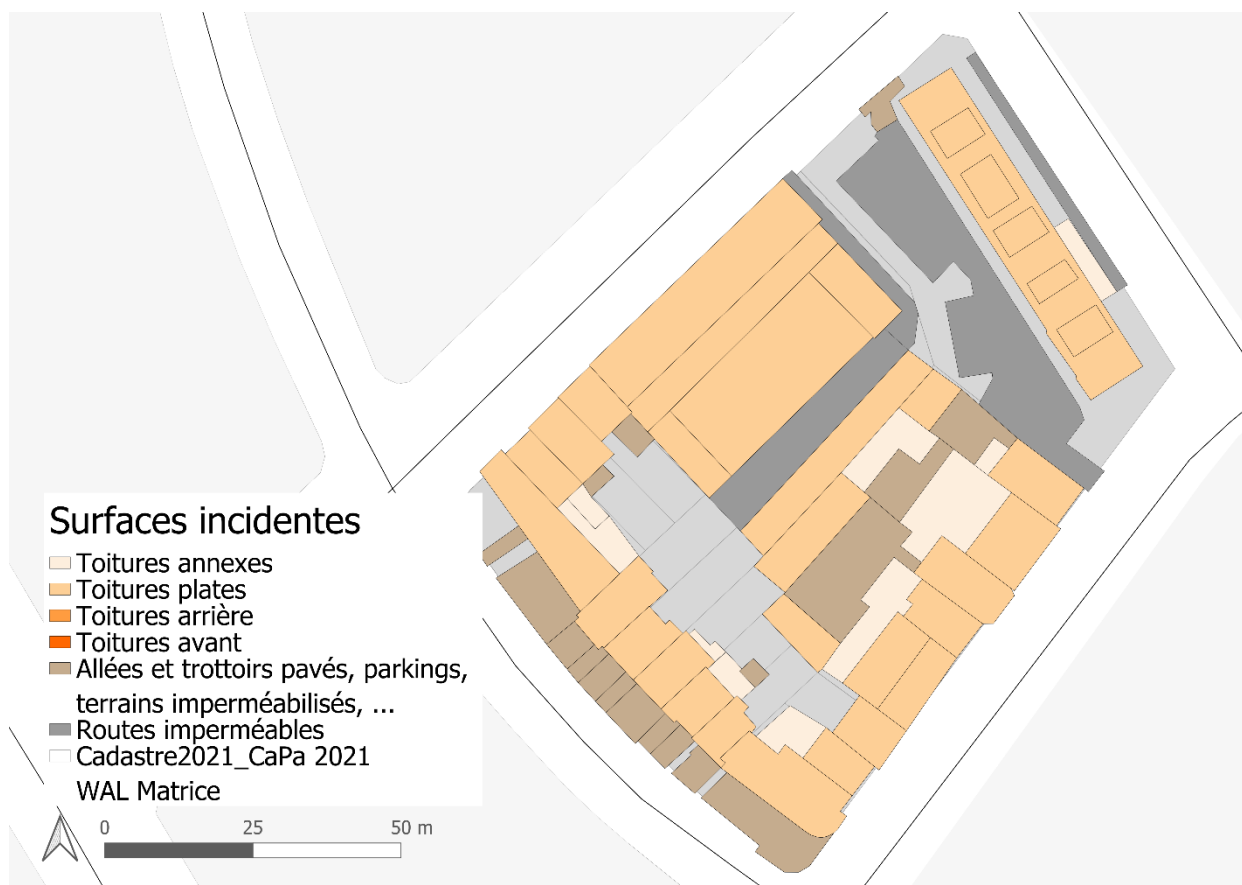 Surfaces incidentes
Toitures annexes
Toitures plates
Toitures arrière
Toitures avant
Allées et trottoirs pavés, parkings,
terrains imperméabilisés, ...
Routes imperméables
Cadastre2021_CaPa 2021
WAL Matrice
0 25 50 m